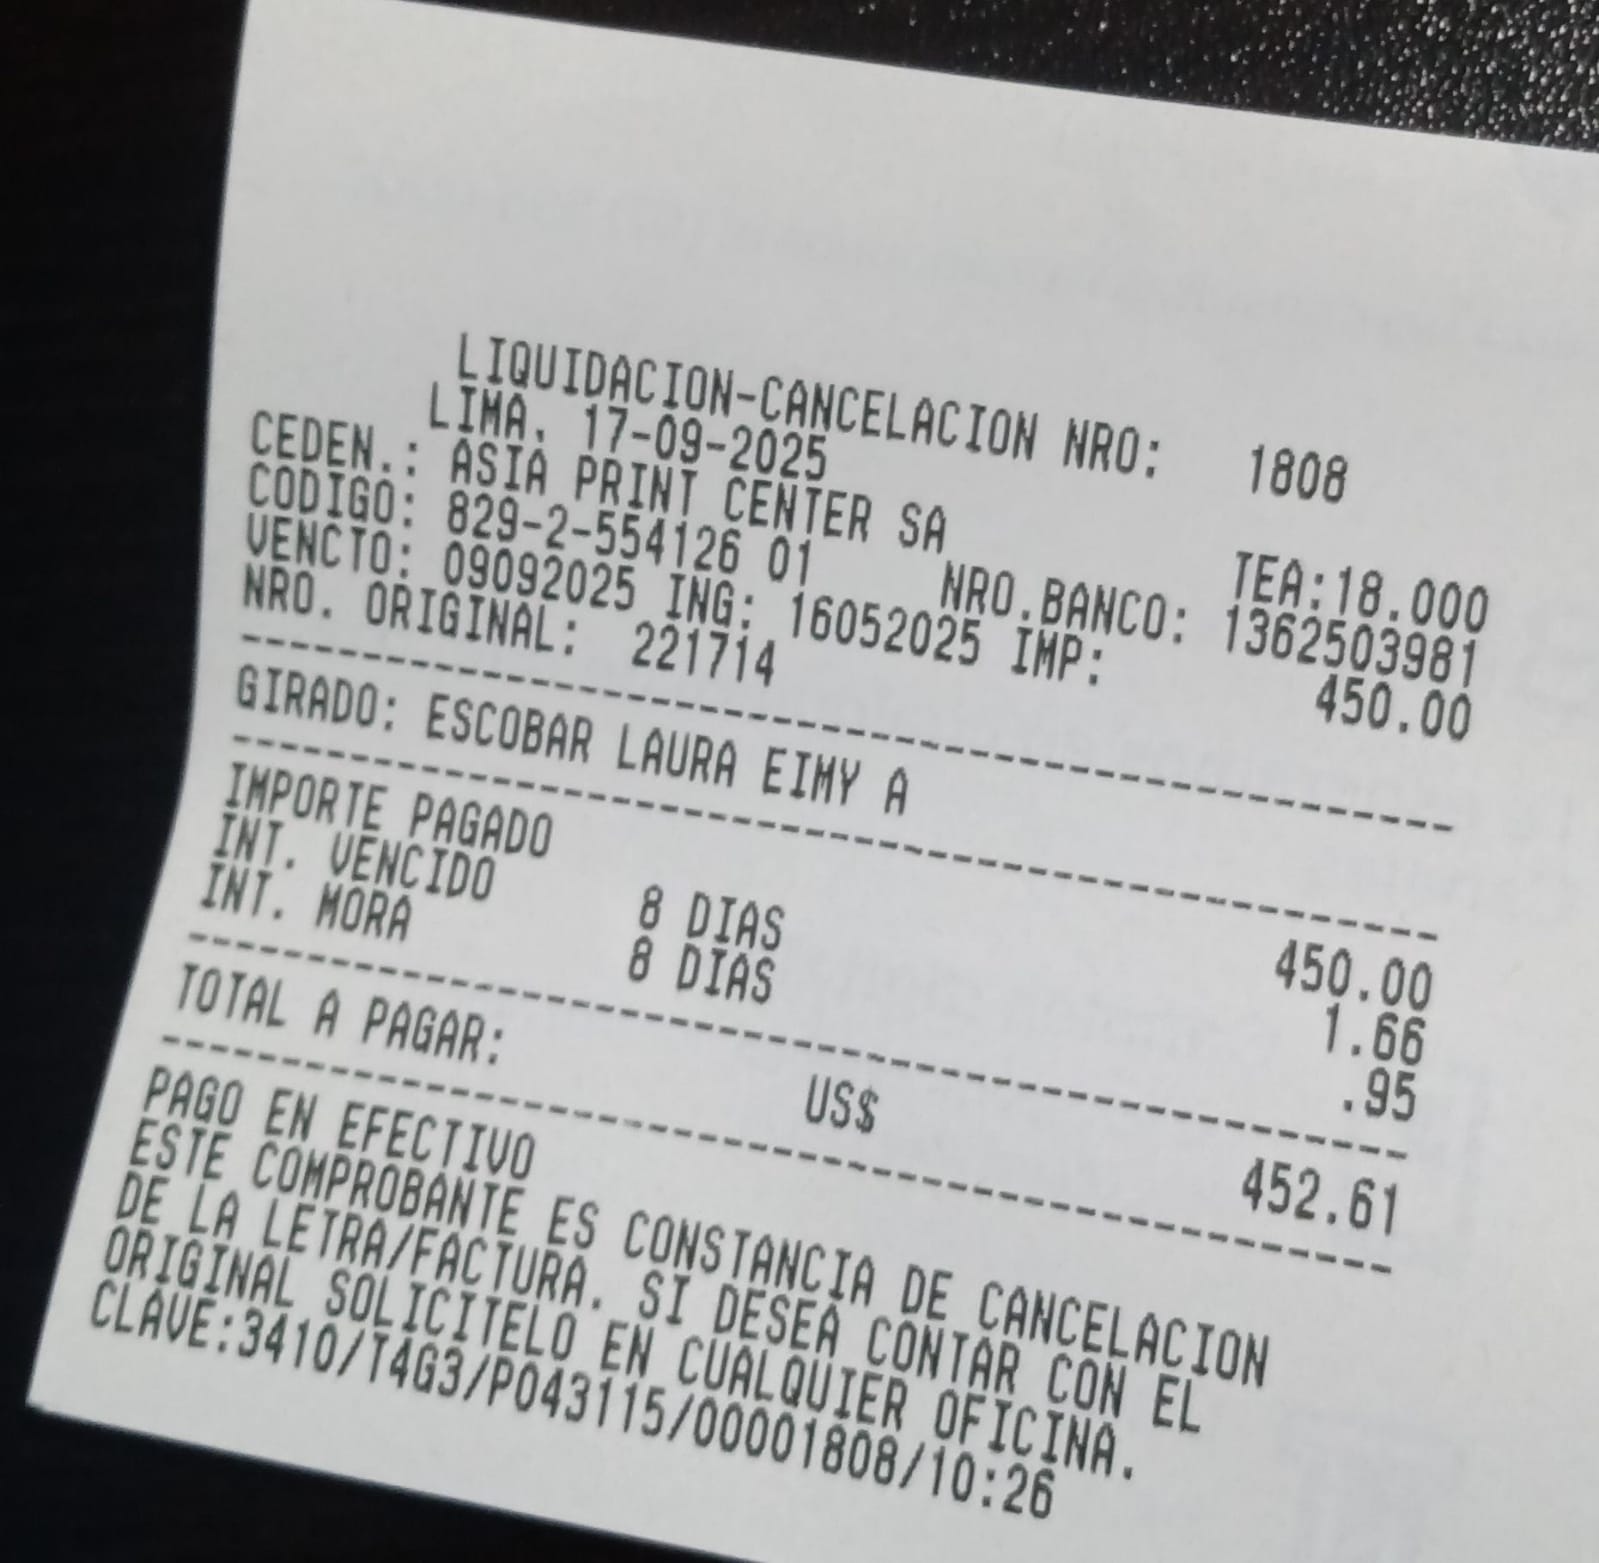 LIQUIDACION-CANCELACION NRO: 1808
LIMA, 17-09-2025
CEDEN.: ASIA PRINT CENTER SA TEA:18.000
CODIGO: 829-2-554126 01 NRO.BANCO: 1362503981
VENCTO: 09092025 ING: 16052025 IMP: 450.00
NRO. ORIGINAL: 221714
--------------------------------------------------
GIRADO: ESCOBAR LAURA EIMY A
--------------------------------------------------
IMPORTE PAGADO 450.00
INT. VENCIDO 8 DIAS 1.66
INT. MORA 8 DIAS .95
--------------------------------------------------
TOTAL A PAGAR: US$ 452.61
--------------------------------------------------
PAGO EN EFECTIVO
ESTE COMPROBANTE ES CONSTANCIA DE CANCELACION
DE LA LETRA/FACTURA. SI DESEA CONTAR CON EL
ORIGINAL SOLICITELO EN CUALQUIER OFICINA.
CLAVE:3410/T4G3/P043115/00001808/10:26